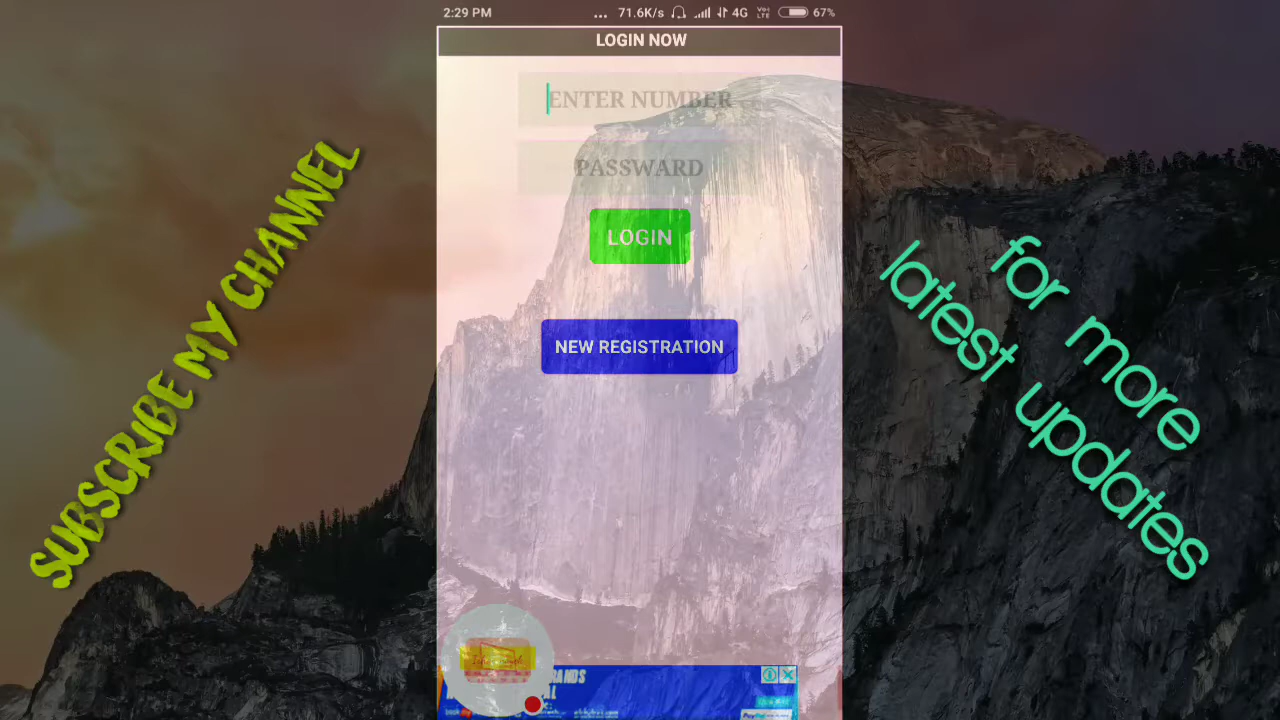 2:29 PM
... 71.6K/s 4G VoLTE 67%
LOGIN NOW
ENTER NUMBER
PASSWARD
LOGIN
NEW REGISTRATION
SUBSCRIBE MY CHANNEL
for more
latest updates